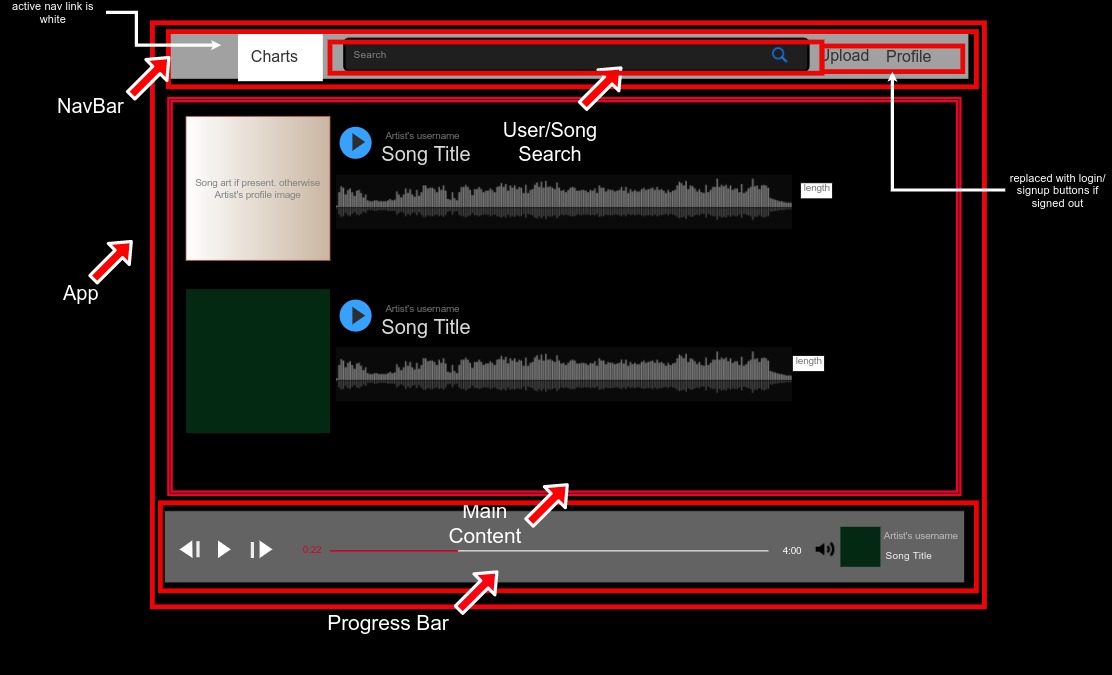 active nav link is
white
Charts
Search
Upload
Profile
NavBar
User/Song
Search
Artist's username
Song Title
Song art if present. otherwise
Artist's profile image
length
replaced with login/
signup buttons if
signed out
App
Artist's username
Song Title
length
Main
Content
0:22
4:00
Artist's username
Song Title
Progress Bar